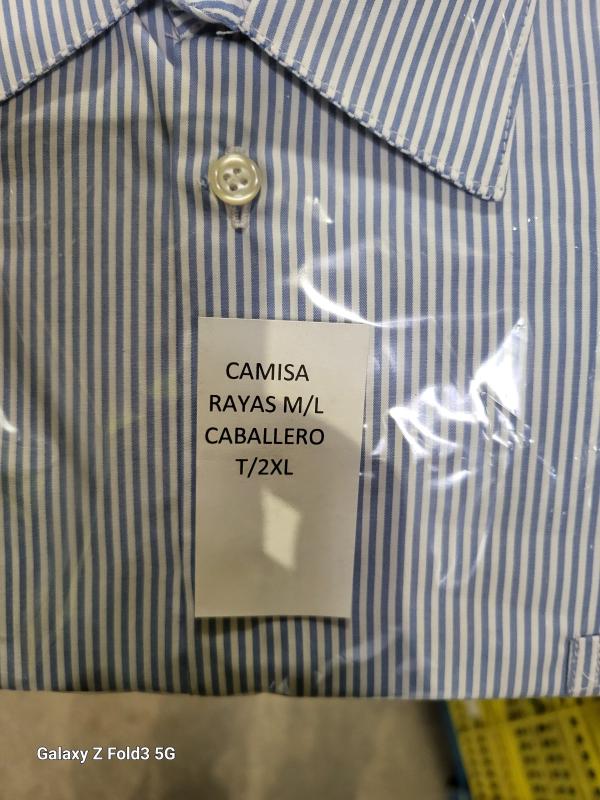 CAMISA
RAYAS M/L
CABALLERO
T/2XL
Galaxy Z Fold3 5G